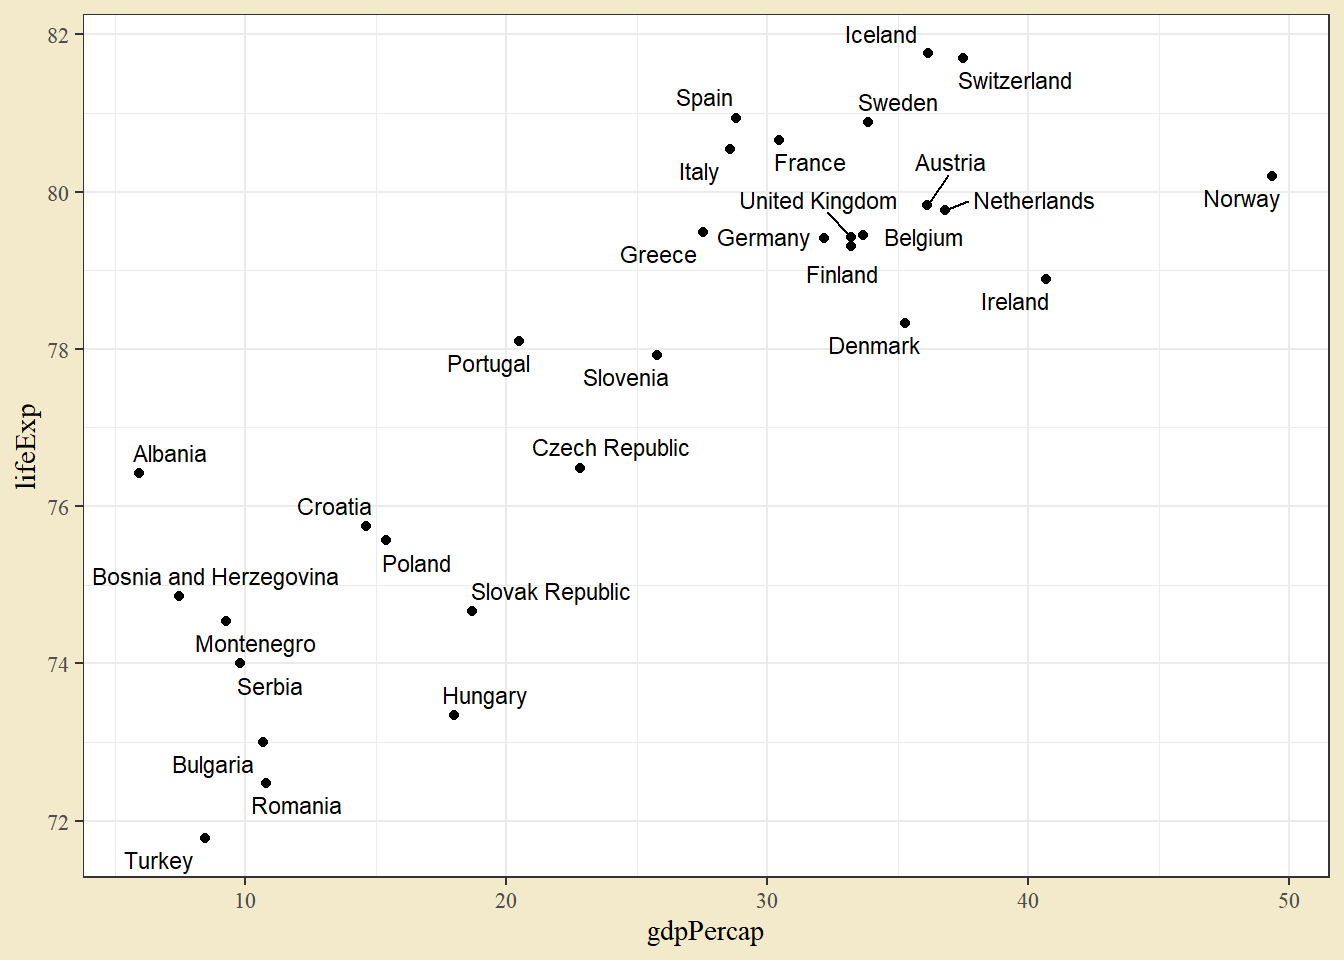 82
Iceland
Switzerland
Spain
Sweden
Italy
France
Austria
80
United Kingdom
Netherlands
Norway
Greece
Germany
Belgium
Finland
Ireland
78
Portugal
Slovenia
Denmark
lifeExp
Albania
Czech Republic
76
Croatia
Poland
Bosnia and Herzegovina
Slovak Republic
Montenegro
74
Serbia
Hungary
Bulgaria
Romania
72
Turkey
10 20 30 40 50
gdpPercap